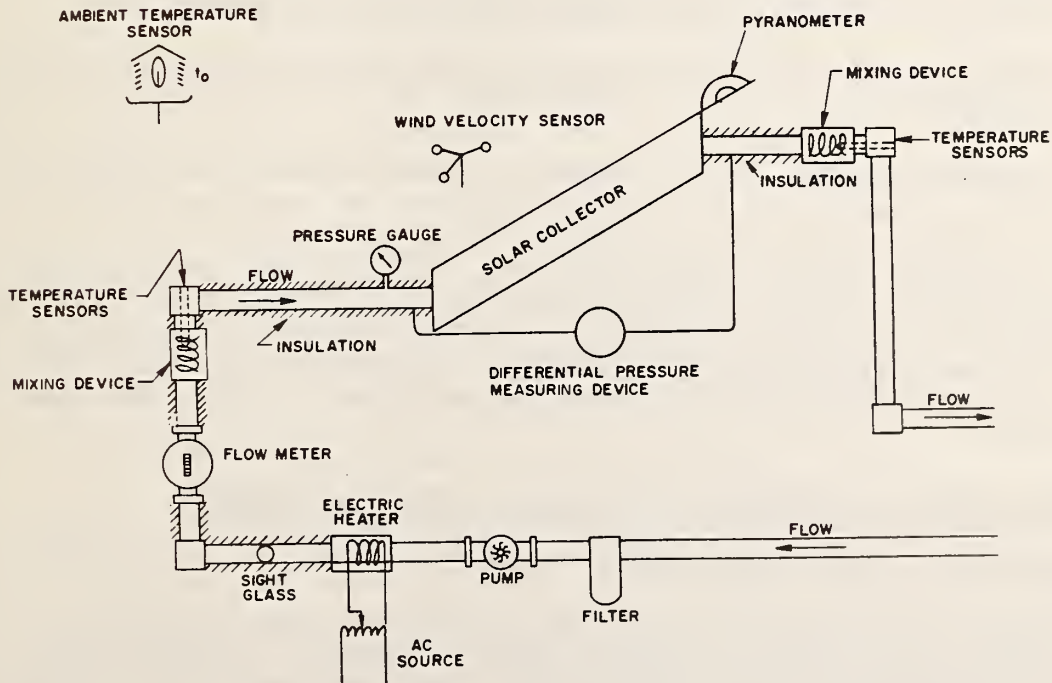 AMBIENT TEMPERATURE
SENSOR
to
PYRANOMETER
MIXING DEVICE
WIND VELOCITY SENSOR
TEMPERATURE
SENSORS
INSULATION
SOLAR COLLECTOR
PRESSURE GAUGE
FLOW
TEMPERATURE
SENSORS
INSULATION
MIXING DEVICE
DIFFERENTIAL PRESSURE
MEASURING DEVICE
FLOW
FLOW METER
ELECTRIC
HEATER
FLOW
SIGHT
GLASS
PUMP
FILTER
AC
SOURCE